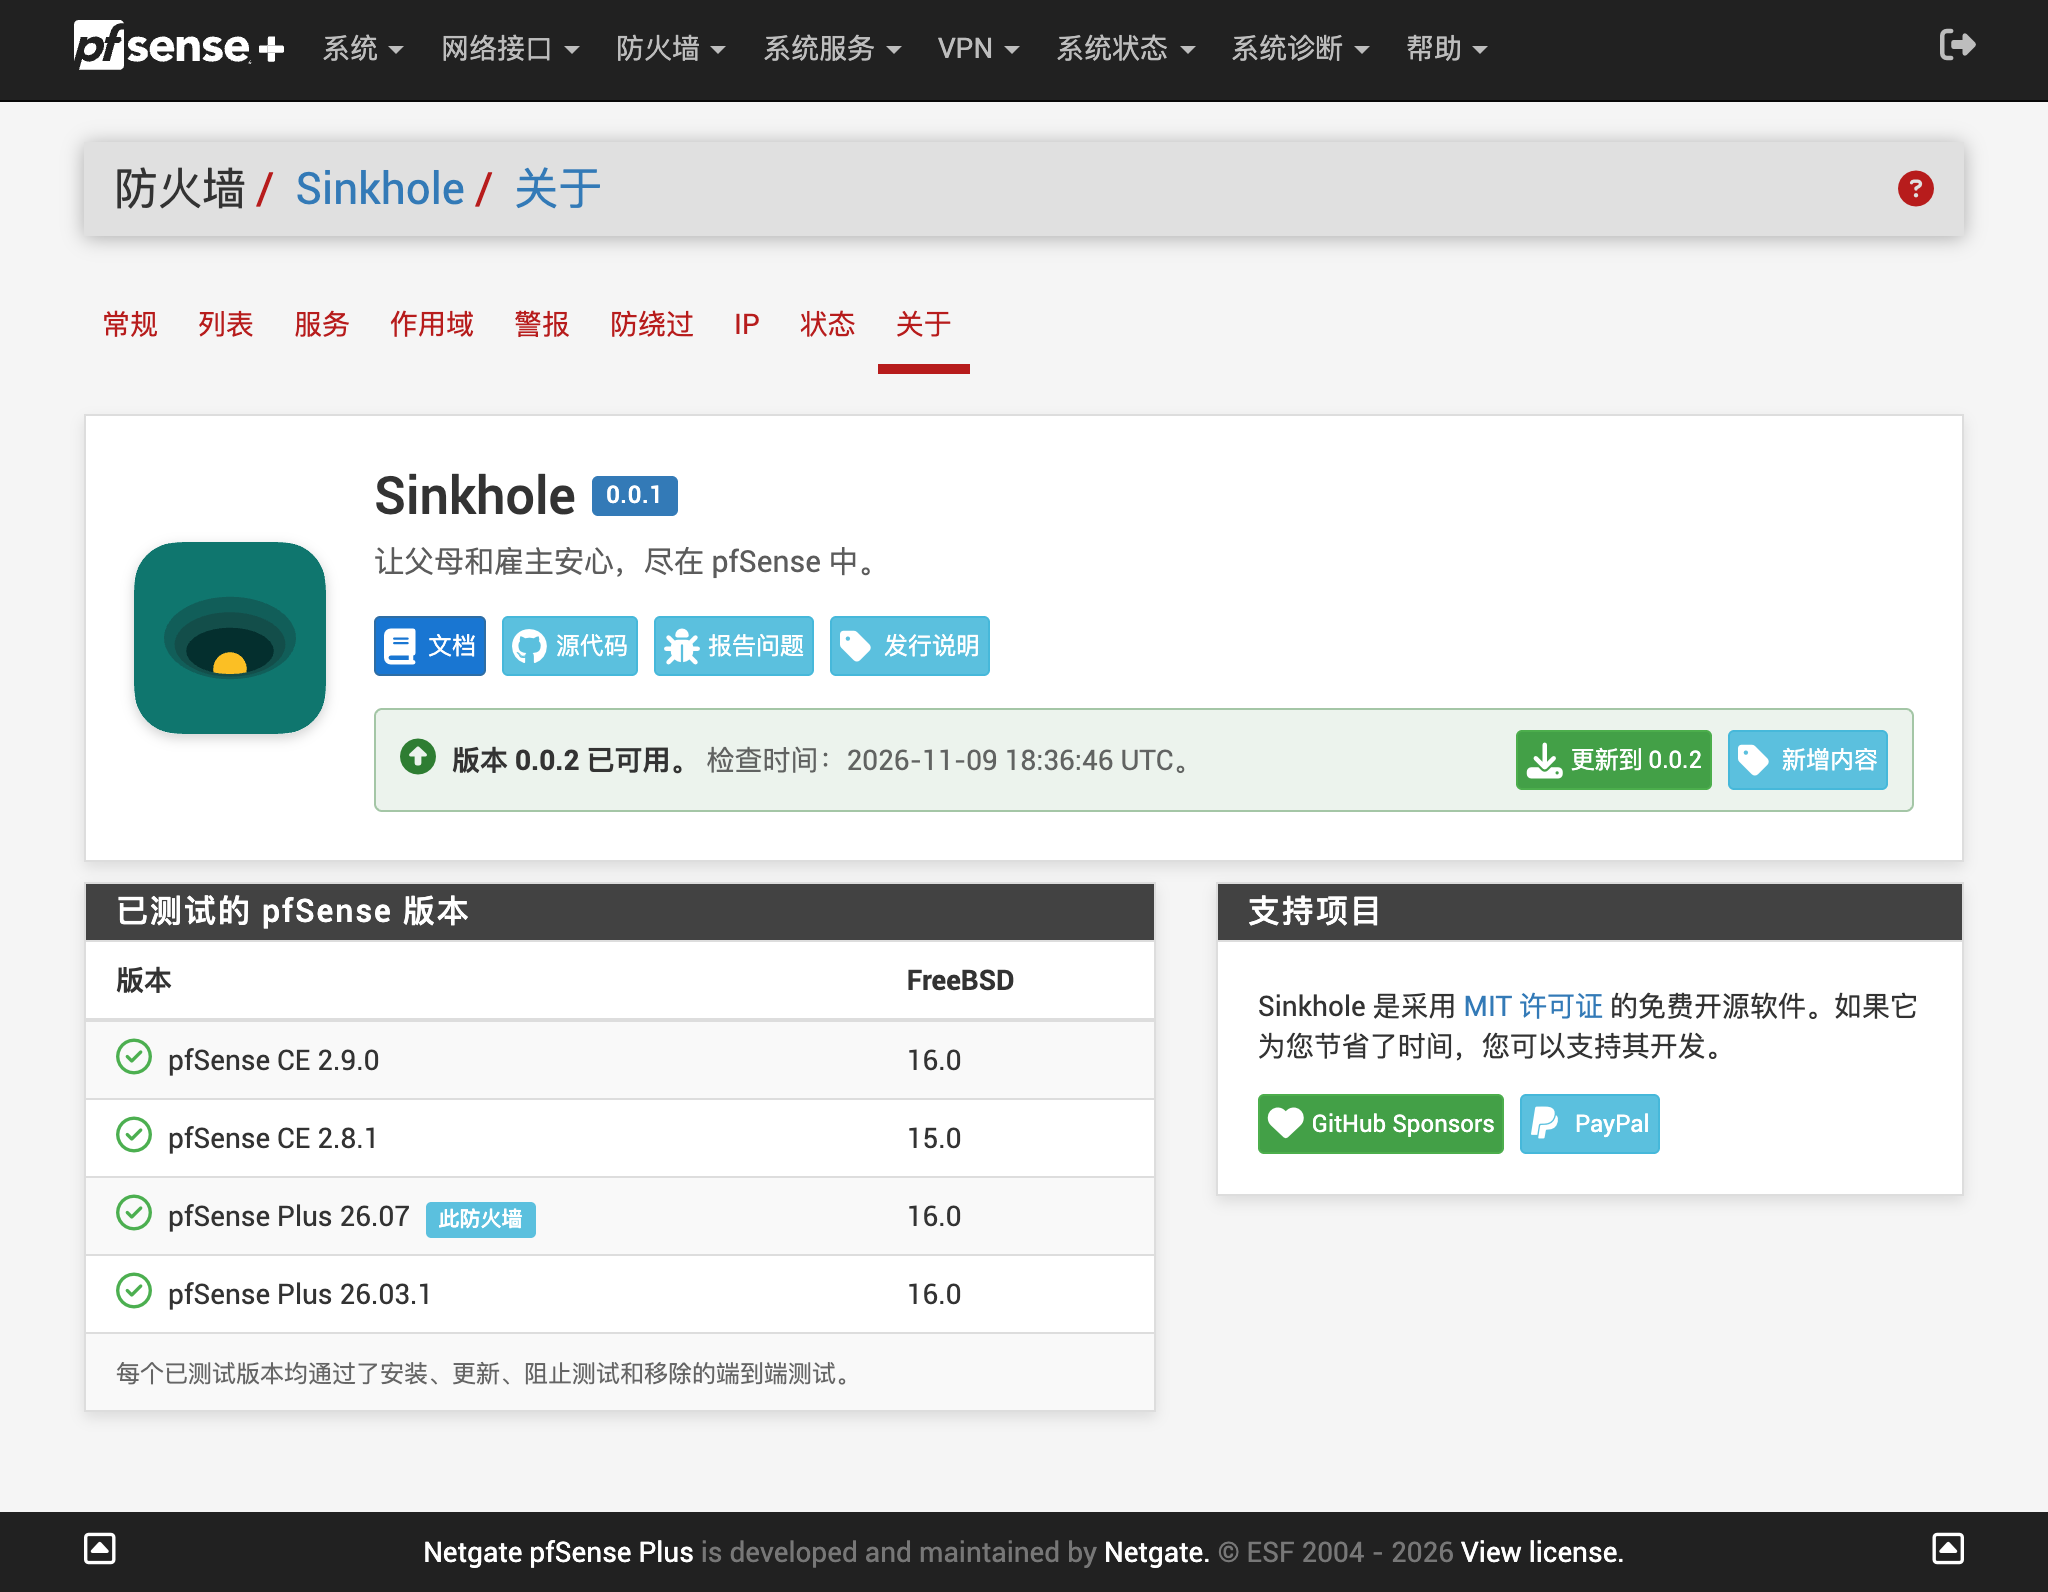 pfsense+ 系统 网络接口 防火墙 系统服务 VPN 系统状态 系统诊断 帮助
防火墙 / Sinkhole / 关于
常规 列表 服务 作用域 警报 防绕过 IP 状态 关于
Sinkhole 0.0.1
让父母和雇主安心，尽在 pfSense 中。
文档 源代码 报告问题 发行说明
版本 0.0.2 已可用。 检查时间：2026-11-09 18:36:46 UTC。 更新到 0.0.2 新增内容
已测试的 pfSense 版本
版本 FreeBSD
pfSense CE 2.9.0 16.0
pfSense CE 2.8.1 15.0
pfSense Plus 26.07 此防火墙 16.0
pfSense Plus 26.03.1 16.0
每个已测试版本均通过了安装、更新、阻止测试和移除的端到端测试。
支持项目
Sinkhole 是采用 MIT 许可证 的免费开源软件。如果它
为您节省了时间，您可以支持其开发。
GitHub Sponsors PayPal
Netgate pfSense Plus is developed and maintained by Netgate. © ESF 2004 - 2026 View license.